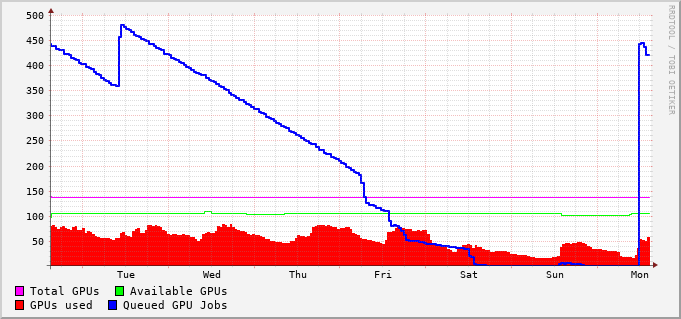 500
450
400
350
300
250
200
150
100
50
Tue Wed Thu Fri Sat Sun Mon
Total GPUs Available GPUs
GPUs used Queued GPU Jobs
RRDTOOL / TOBI OETIKER